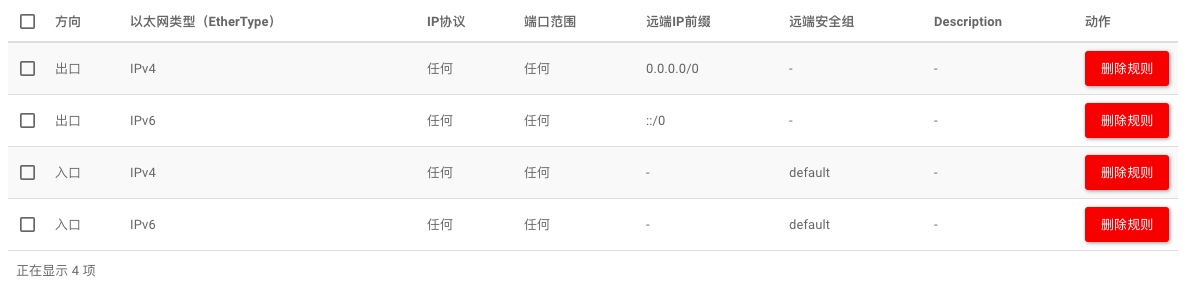 方向 以太网类型（EtherType） IP协议 端口范围 远端IP前缀 远端安全组 Description 动作
出口 IPv4 任何 任何 0.0.0.0/0 - - 删除规则
出口 IPv6 任何 任何 ::/0 - - 删除规则
入口 IPv4 任何 任何 - default - 删除规则
入口 IPv6 任何 任何 - default - 删除规则
正在显示 4 项